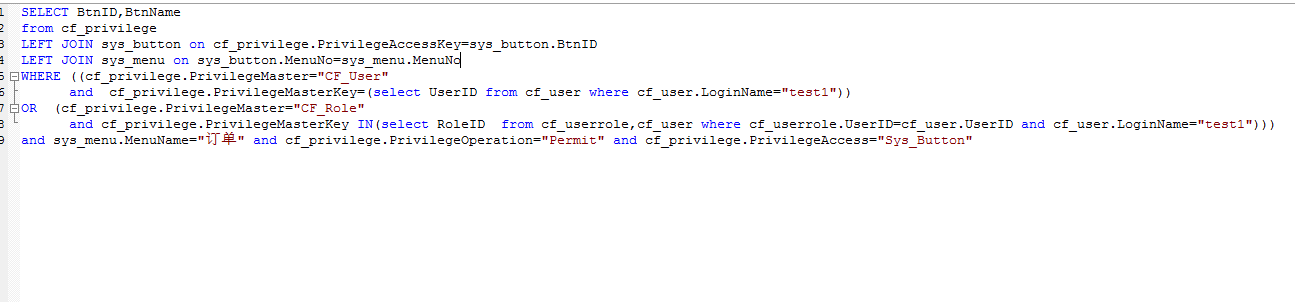 1 SELECT BtnID,BtnName
2 from cf_privilege
3 LEFT JOIN sys_button on cf_privilege.PrivilegeAccessKey=sys_button.BtnID
4 LEFT JOIN sys_menu on sys_button.MenuNo=sys_menu.MenuNo
5 WHERE ((cf_privilege.PrivilegeMaster="CF_User"
6 and cf_privilege.PrivilegeMasterKey=(select UserID from cf_user where cf_user.LoginName="test1"))
7 OR (cf_privilege.PrivilegeMaster="CF_Role"
8 and cf_privilege.PrivilegeMasterKey IN(select RoleID from cf_userrole,cf_user where cf_userrole.UserID=cf_user.UserID and cf_user.LoginName="test1")))
9 and sys_menu.MenuName="订单" and cf_privilege.PrivilegeOperation="Permit" and cf_privilege.PrivilegeAccess="Sys_Button"